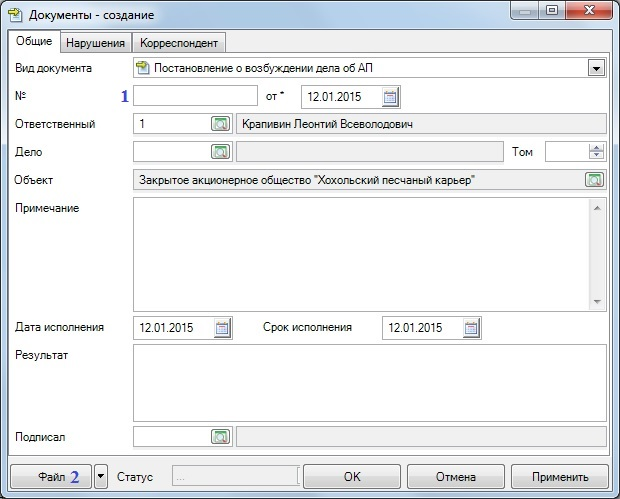 Документы - создание
Общие Нарушения Корреспондент
Вид документа Постановление о возбуждении дела об АП
№ 1 от * 12.01.2015
Ответственный 1 Крапивин Леонтий Всеволодович
Дело Том
Объект Закрытое акционерное общество "Хохольский песчаный карьер"
Примечание
Дата исполнения 12.01.2015 Срок исполнения 12.01.2015
Результат
Подписал
Файл 2 Статус ... OK Отмена Применить